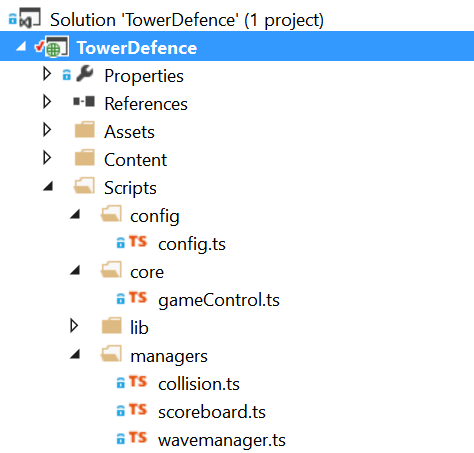 Solution 'TowerDefence' (1 project)
TowerDefence
Properties
References
Assets
Content
Scripts
config
TS config.ts
core
TS gameControl.ts
lib
managers
TS collision.ts
TS scoreboard.ts
TS wavemanager.ts